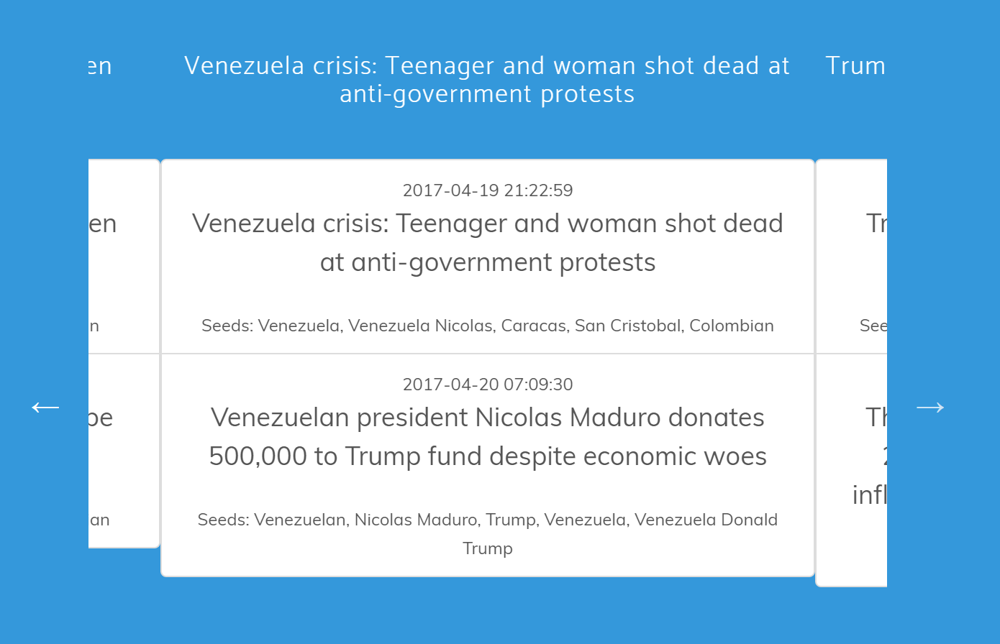 en
Venezuela crisis: Teenager and woman shot dead at
anti-government protests
Trum
2017-04-19 21:22:59
Venezuela crisis: Teenager and woman shot dead
at anti-government protests
Seeds: Venezuela, Venezuela Nicolas, Caracas, San Cristobal, Colombian
2017-04-20 07:09:30
Venezuelan president Nicolas Maduro donates
500,000 to Trump fund despite economic woes
Seeds: Venezuelan, Nicolas Maduro, Trump, Venezuela, Venezuela Donald
Trump
en
n
be
an
Tr
See
Th
2
infl
←
→